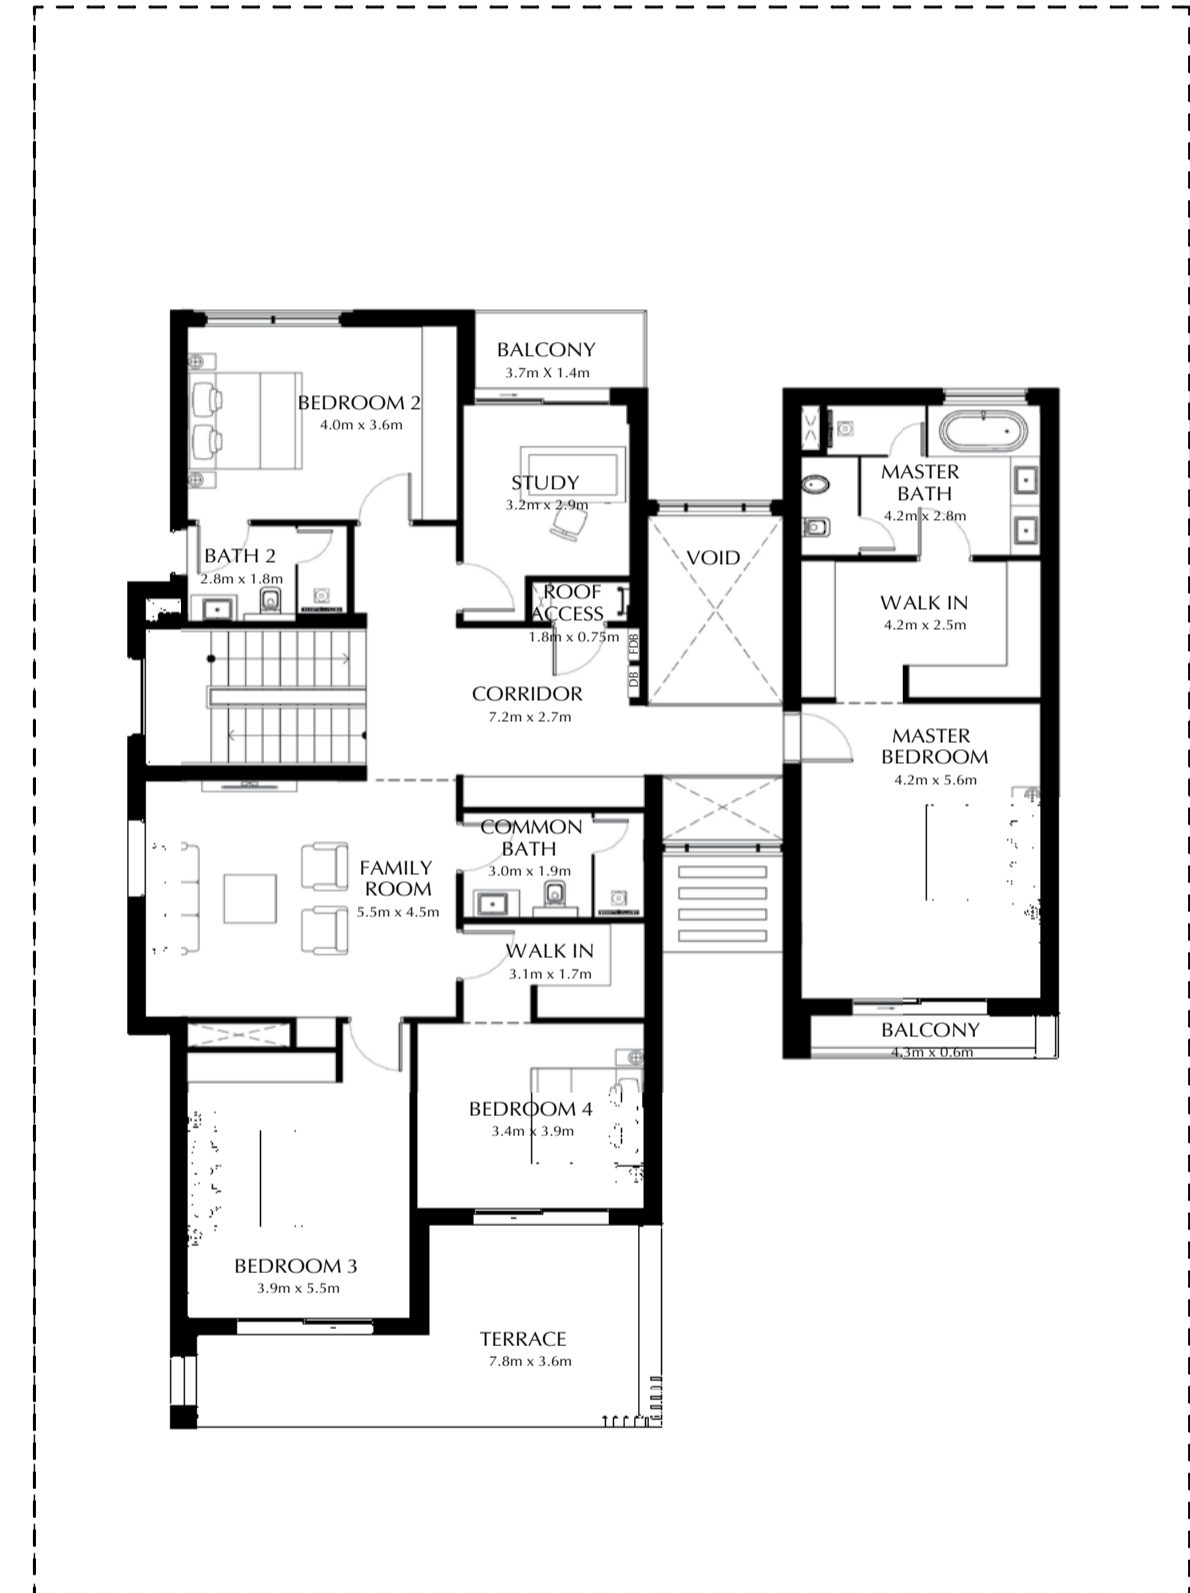 BALCONY
3.7m X 1.4m
BEDROOM 2
4.0m x 3.6m
STUDY
3.2m x 2.9m
MASTER
BATH
4.2m x 2.8m
BATH 2
2.8m x 1.8m
VOID
ROOF
ACCESS
1.8m x 0.75m
WALK IN
4.2m x 2.5m
FDB
DB
CORRIDOR
7.2m x 2.7m
MASTER
BEDROOM
4.2m x 5.6m
COMMON
BATH
3.0m x 1.9m
FAMILY
ROOM
5.5m x 4.5m
WALK IN
3.1m x 1.7m
BALCONY
4.3m x 0.6m
BEDROOM 4
3.4m x 3.9m
BEDROOM 3
3.9m x 5.5m
TERRACE
7.8m x 3.6m